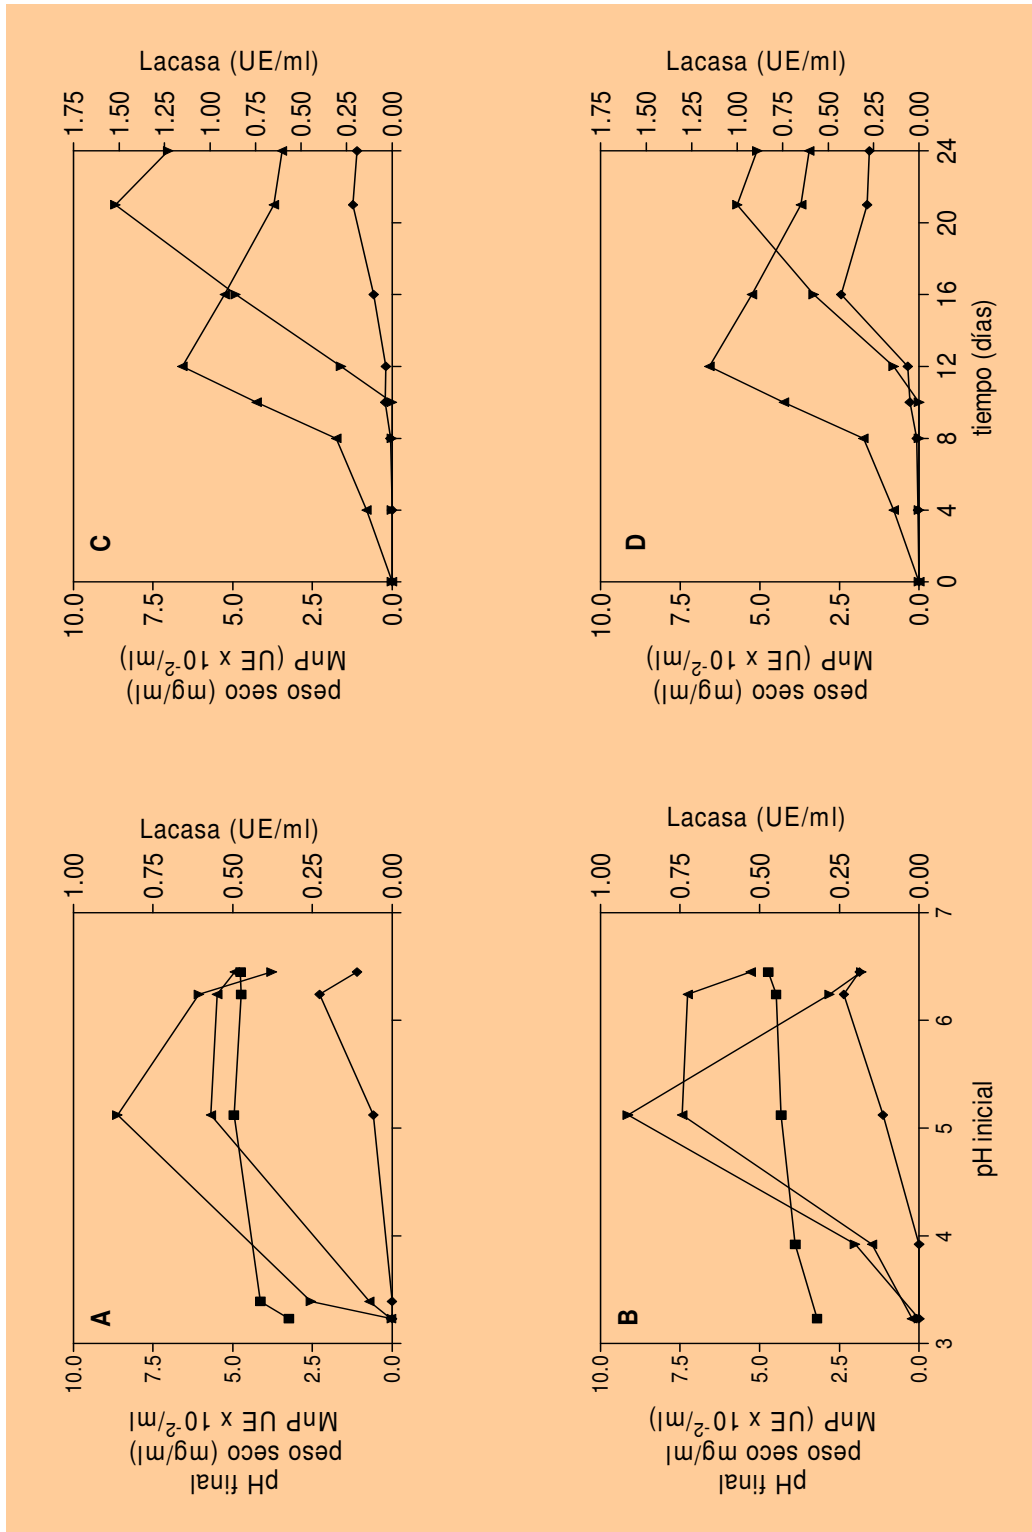 A
pH final
peso seco (mg/ml)
MnP UE x 10-2/ml
10.0
7.5
5.0
2.5
0.0
Lacasa (UE/ml)
1.00
0.75
0.50
0.25
0.00
C
peso seco (mg/ml)
MnP (UE x 10-2/ml)
10.0
7.5
5.0
2.5
0.0
Lacasa (UE/ml)
1.75
1.50
1.25
1.00
0.75
0.50
0.25
0.00
B
pH final
peso seco mg/ml
MnP (UE x 10-2/ml)
10.0
7.5
5.0
2.5
0.0
Lacasa (UE/ml)
1.00
0.75
0.50
0.25
0.00
3 4 5 6 7
pH inicial
D
peso seco (mg/ml)
MnP (UE x 10-2/ml)
10.0
7.5
5.0
2.5
0.0
Lacasa (UE/ml)
1.75
1.50
1.25
1.00
0.75
0.50
0.25
0.00
0 4 8 12 16 20 24
tiempo (días)